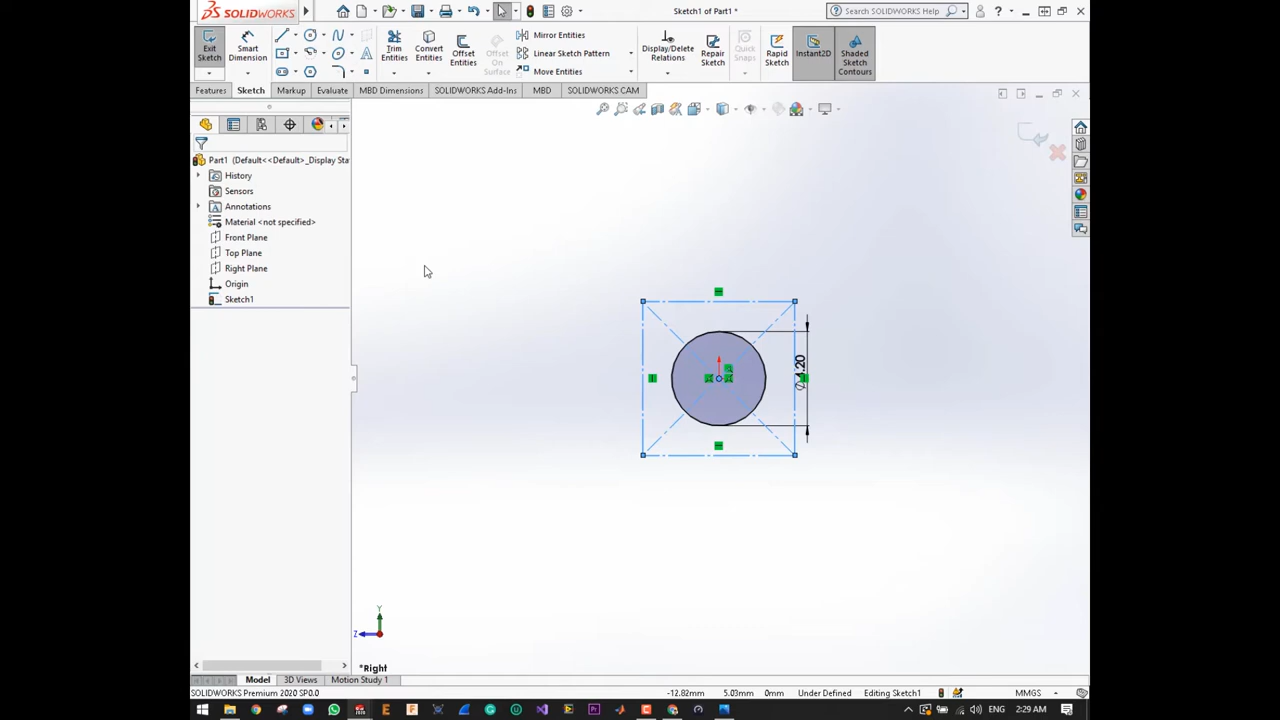 SOLIDWORKS
Sketch1 of Part1 *
Search SOLIDWORKS Help
Exit Sketch
Smart Dimension
Trim Entities
Convert Entities
Offset Entities
Offset On Surface
Mirror Entities
Linear Sketch Pattern
Move Entities
Display/Delete Relations
Repair Sketch
Quick Snaps
Rapid Sketch
Instant2D
Shaded Sketch Contours
Features
Sketch
Markup
Evaluate
MBD Dimensions
SOLIDWORKS Add-Ins
MBD
SOLIDWORKS CAM
Part1 (Default<<Default>_Display Sta
History
Sensors
Annotations
Material <not specified>
Front Plane
Top Plane
Right Plane
Origin
Sketch1
Y
Z
*Right
Model
3D Views
Motion Study 1
SOLIDWORKS Premium 2020 SP0.0
-12.82mm
5.03mm
0mm
Under Defined
Editing Sketch1
MMGS
ENG
2:29 AM